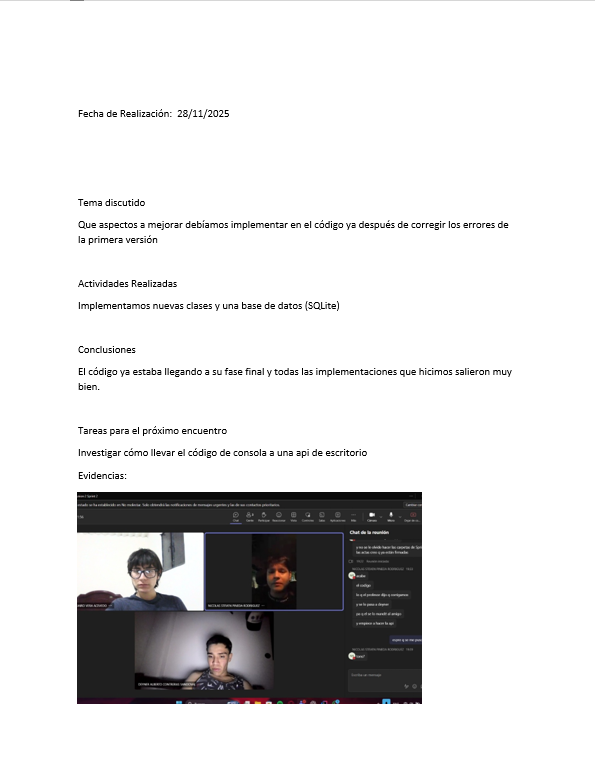 Fecha de Realización:  28/11/2025
Tema discutido
Que aspectos a mejorar debíamos implementar en el código ya después de corregir los errores de
la primera versión
Actividades Realizadas
Implementamos nuevas clases y una base de datos (SQLite)
Conclusiones
El código ya estaba llegando a su fase final y todas las implementaciones que hicimos salieron muy
bien.
Tareas para el próximo encuentro
Investigar cómo llevar el código de consola a una api de escritorio
Evidencias:
Chat de la reunión